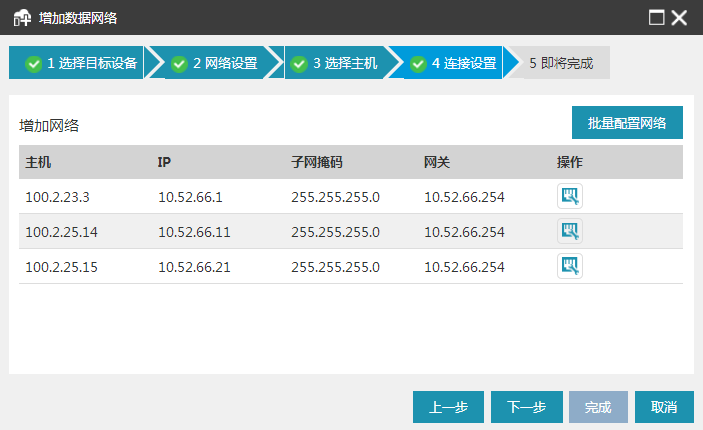 增加数据网络
1 选择目标设备 2 网络设置 3 选择主机 4 连接设置 5 即将完成
增加网络 批量配置网络
主机 IP 子网掩码 网关 操作
100.2.23.3 10.52.66.1 255.255.255.0 10.52.66.254
100.2.25.14 10.52.66.11 255.255.255.0 10.52.66.254
100.2.25.15 10.52.66.21 255.255.255.0 10.52.66.254
上一步 下一步 完成 取消